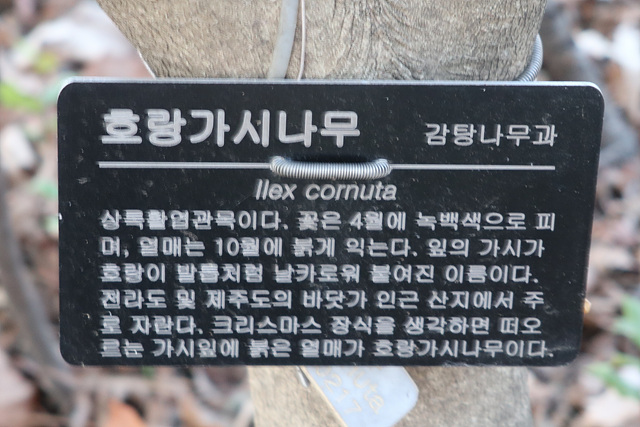 호랑가시나무 감탕나무과
Ilex cornuta
상록활엽관목이다. 꽃은 4월에 녹백색으로 피
며, 열매는 10월에 붉게 익는다. 잎의 가시가
호랑이 발톱처럼 날카로워 붙여진 이름이다.
전라도 및 제주도의 바닷가 인근 산지에서 주
로 자란다. 크리스마스 장식을 생각하면 떠오
르는 가시잎에 붉은 열매가 호랑가시나무이다.